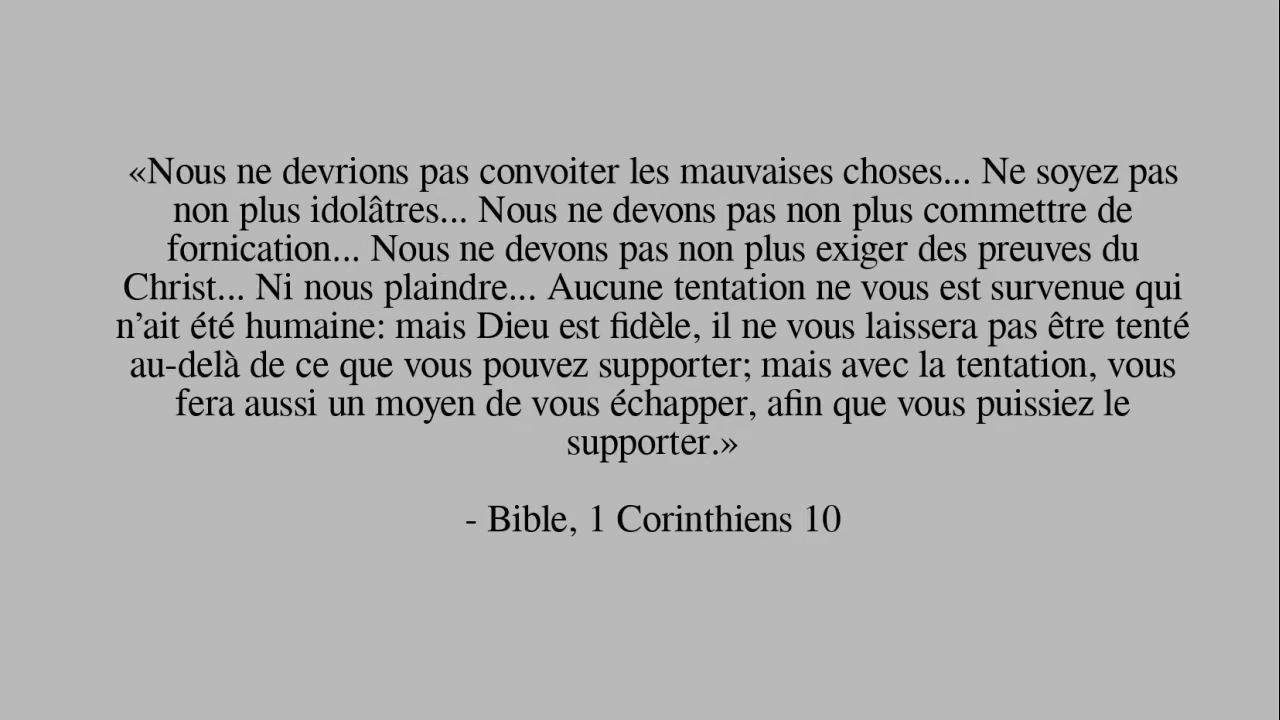 «Nous ne devrions pas convoiter les mauvaises choses... Ne soyez pas
non plus idolâtres... Nous ne devons pas non plus commettre de
fornication... Nous ne devons pas non plus exiger des preuves du
Christ... Ni nous plaindre... Aucune tentation ne vous est survenue qui
n’ait été humaine: mais Dieu est fidèle, il ne vous laissera pas être tenté
au-delà de ce que vous pouvez supporter; mais avec la tentation, vous
fera aussi un moyen de vous échapper, afin que vous puissiez le
supporter.»
- Bible, 1 Corinthiens 10